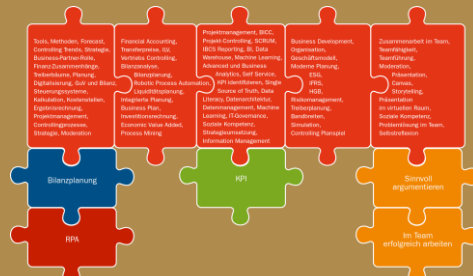 Tools, Methoden, Forecast,
Controlling Trends, Strategie,
Business-Partner-Rolle,
Finanz-Zusammenhänge,
Treiberbäume, Planung,
Digitalisierung, GuV and Bilanz,
Steuerungssysteme,
Kalkulation, Kostenstellen,
Ergebnisrechnung,
Projektmanagement,
Controllingprozesse,
Strategie, Moderation
Financial Accounting,
Transferpreise, IGI,
Vertriebs Controlling,
Bilanzanalyse,
Bilanzplanung,
Robotic Process Automation,
Liquiditätsplanung,
Integrierte Planung,
Business Plan,
Investitionsrechnung,
Economic Value Added,
Process Mining
Projektmanagement, BICC,
Projekt-Controlling, SCRUM,
IBCS Reporting, BI, Data
Warehouse, Machine Learning,
Advanced und Business
Analytics, Self Service,
KPI identifizieren, Single
Source of Truth, Data
Literacy, Datenarchitektur,
Datenmanagement, Machine
Learning, IT-Governance,
Soziale Kompetenz,
Strategieumsetzung,
Information Management
Business Development,
Organisation,
Geschäftsmodell,
Moderne Planung,
ESG,
IFRS,
HGB,
Risikomanagement,
Treiberplanung,
Bandbreiten,
Simulation,
Controlling Planspiel
Zusammenarbeit im Team,
Teamfähigkeit,
Teamführung,
Moderation,
Präsentation,
Canvas,
Storytelling,
Präsentation
im virtuellen Raum,
Soziale Kompetenz,
Problemlösung im Team,
Selbstreflexion
Bilanzplanung
KPI
Sinnvoll
argumentieren
RPA
Im Team
erfolgreich arbeiten